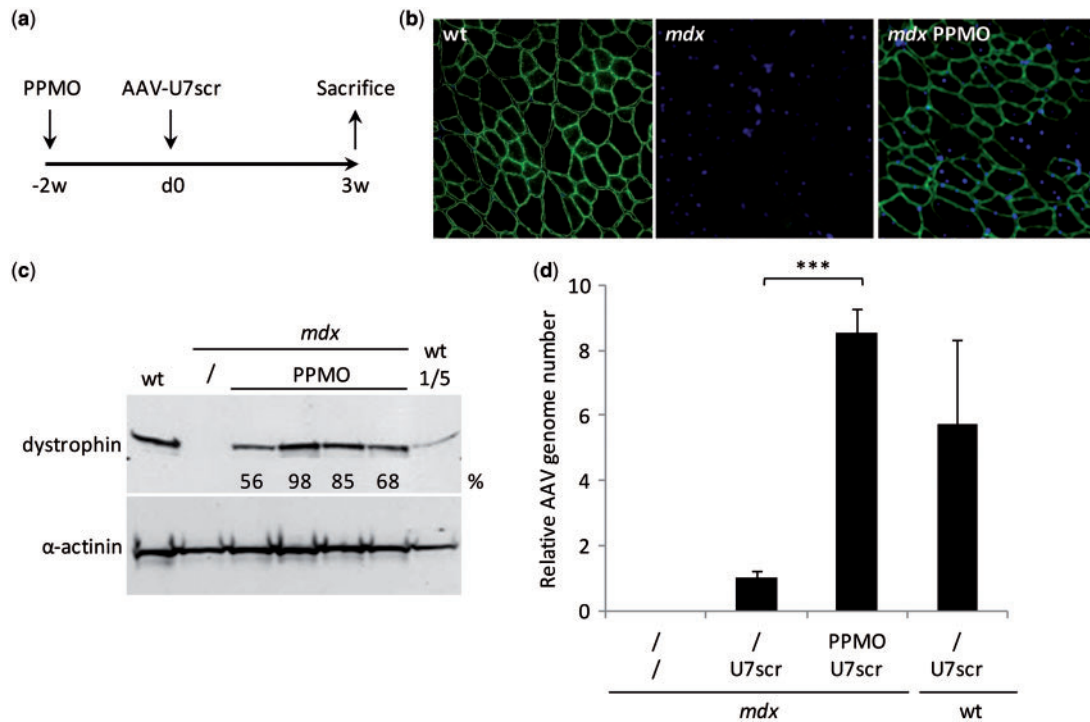 (a)
PPMO AAV-U7scr Sacrifice
-2w d0 3w
(b)
wt mdx mdx PPMO
(c)
mdx
wt / PPMO wt 1/5
dystrophin
56 98 85 68 %
α-actinin
(d)
***
Relative AAV genome number
10
8
6
4
2
0
/ / PPMO /
/ U7scr U7scr U7scr
mdx wt